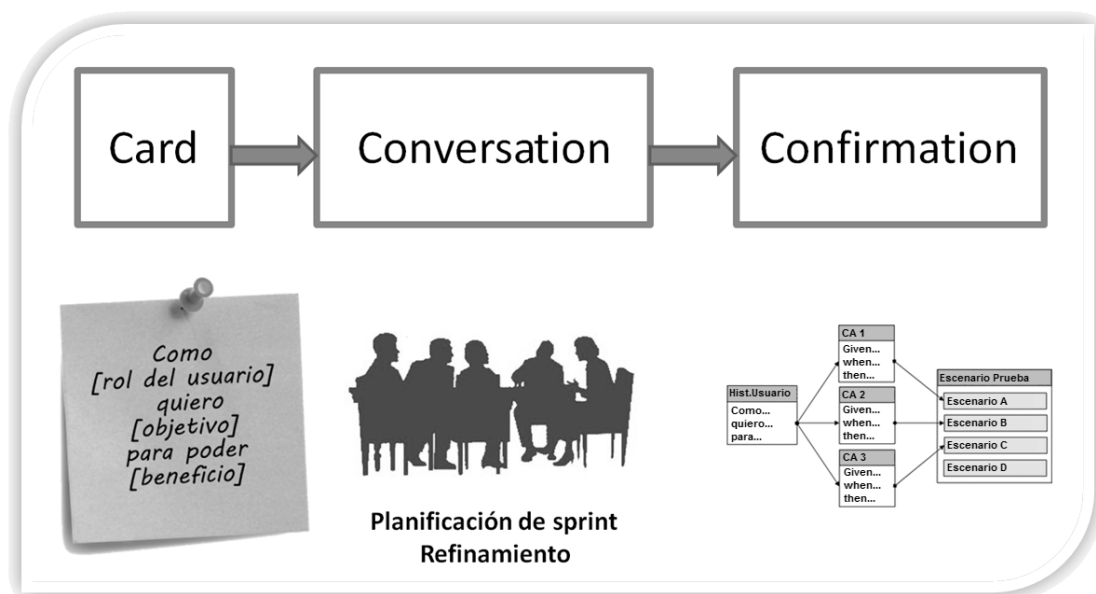 Card
Conversation
Confirmation
Como
[rol del usuario]
quiero
[objetivo]
para poder
[beneficio]
Planificación de sprint
Refinamiento
Hist.Usuario
Como...
quiero...
para...
CA 1
Given...
when...
then...
CA 2
Given...
when...
then...
CA 3
Given...
when...
then...
Escenario Prueba
Escenario A
Escenario B
Escenario C
Escenario D